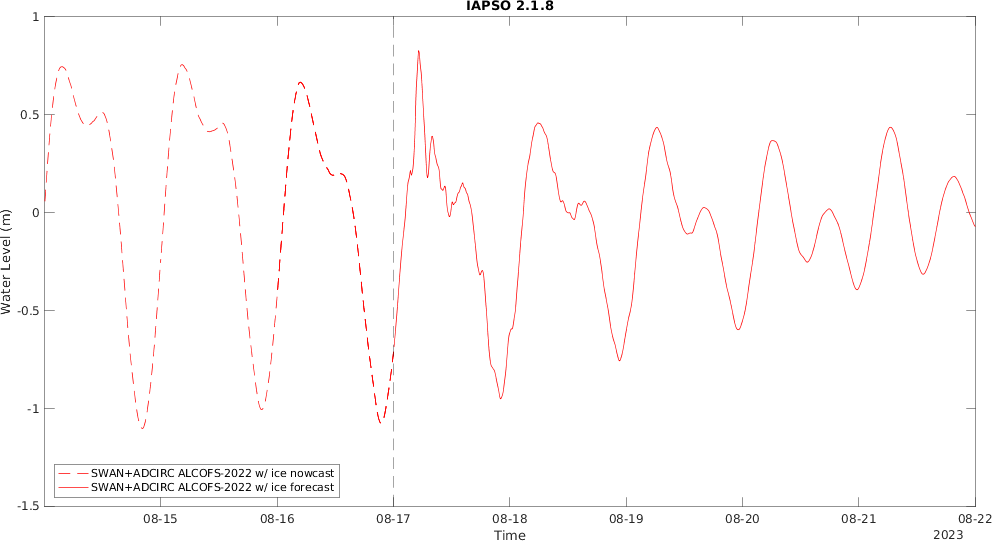 IAPSO 2.1.8
1
0.5
0
-0.5
-1
-1.5
Water Level (m)
SWAN+ADCIRC ALCOFS-2022 w/ ice nowcast
SWAN+ADCIRC ALCOFS-2022 w/ ice forecast
08-15 08-16 08-17 08-18 08-19 08-20 08-21 08-22
Time
2023